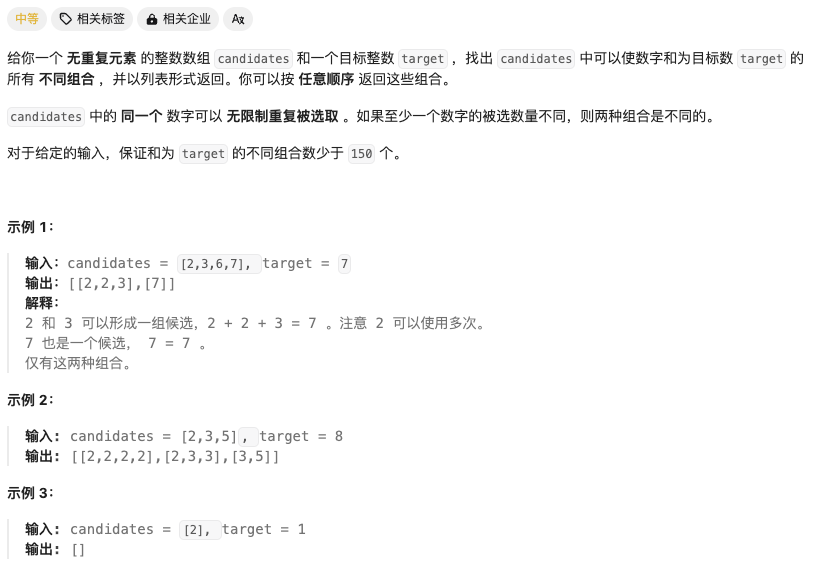 中等 相关标签 相关企业 Aあ
给你一个 无重复元素 的整数数组 candidates 和一个目标整数 target ，找出 candidates 中可以使数字和为目标数 target 的
所有 不同组合 ，并以列表形式返回。你可以按 任意顺序 返回这些组合。
candidates 中的 同一个 数字可以 无限制重复被选取 。如果至少一个数字的被选数量不同，则两种组合是不同的。
对于给定的输入，保证和为 target 的不同组合数少于 150 个。
示例 1：
输入：candidates = [2,3,6,7], target = 7
输出：[[2,2,3],[7]]
解释：
2 和 3 可以形成一组候选，2 + 2 + 3 = 7 。注意 2 可以使用多次。
7 也是一个候选， 7 = 7 。
仅有这两种组合。
示例 2：
输入: candidates = [2,3,5], target = 8
输出: [[2,2,2,2],[2,3,3],[3,5]]
示例 3：
输入: candidates = [2], target = 1
输出: []